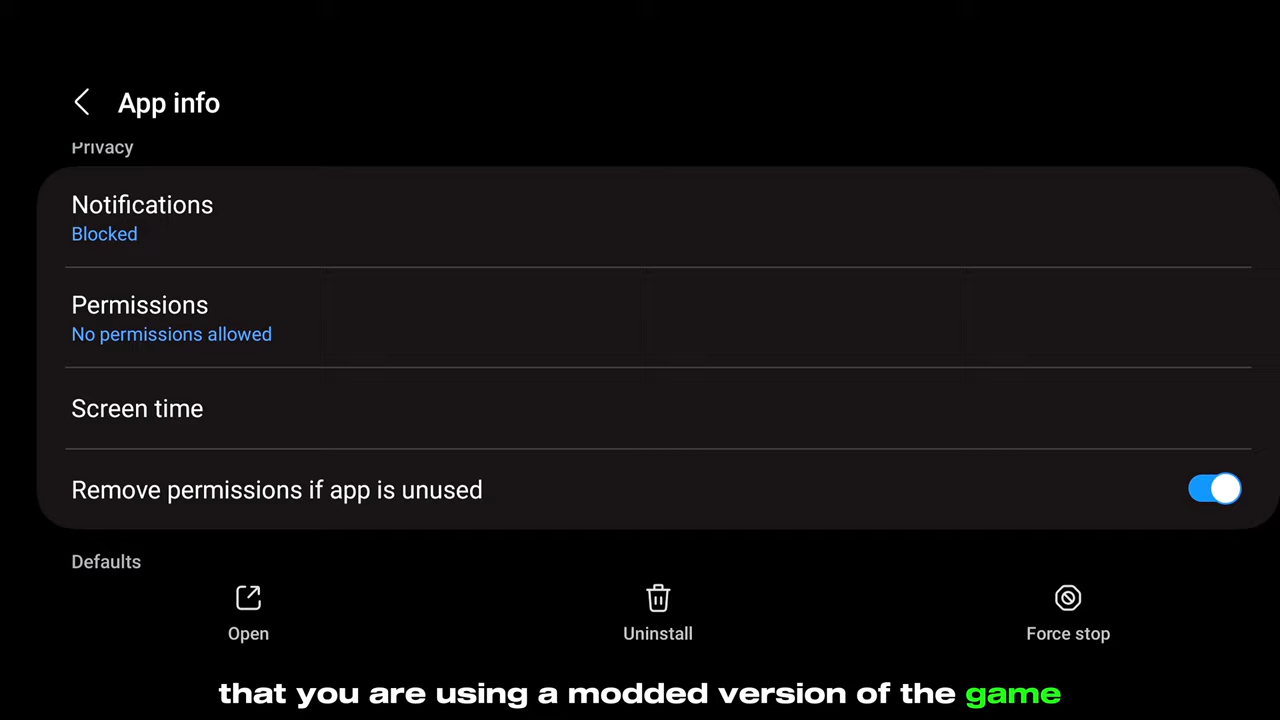 App info
Privacy
Notifications
Blocked
Permissions
No permissions allowed
Screen time
Remove permissions if app is unused
Defaults
Open
Uninstall
Force stop
that you are using a modded version of the game